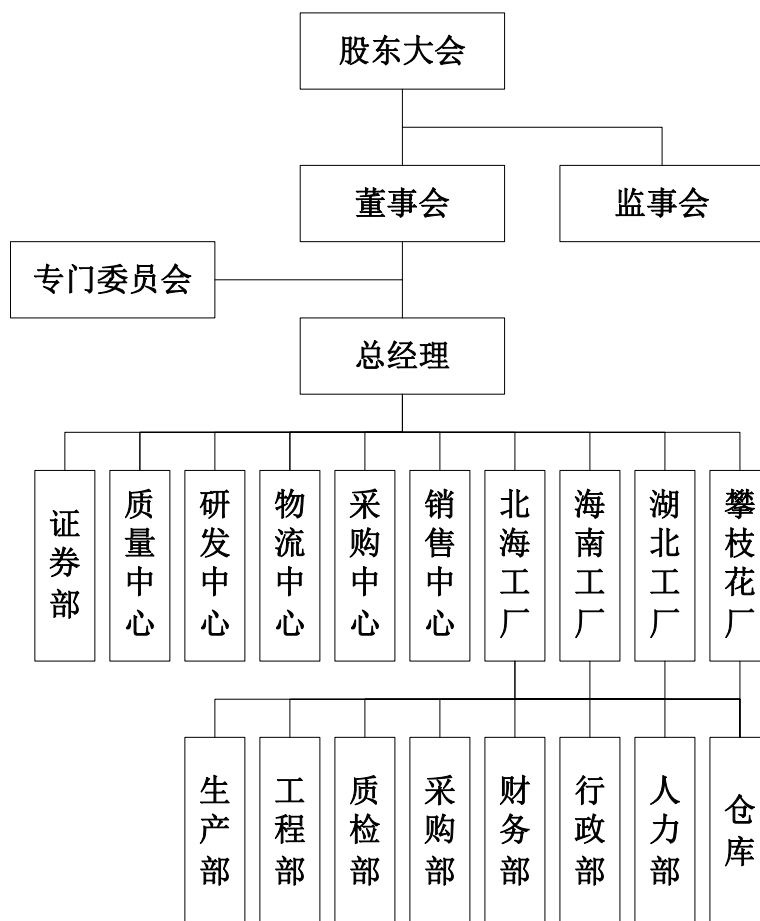 股东大会
董事会
监事会
专门委员会
总经理
证券部
质量中心
研发中心
物流中心
采购中心
销售中心
北海工厂
海南工厂
湖北工厂
攀枝花厂
生产部
工程部
质检部
采购部
财务部
行政部
人力部
仓库